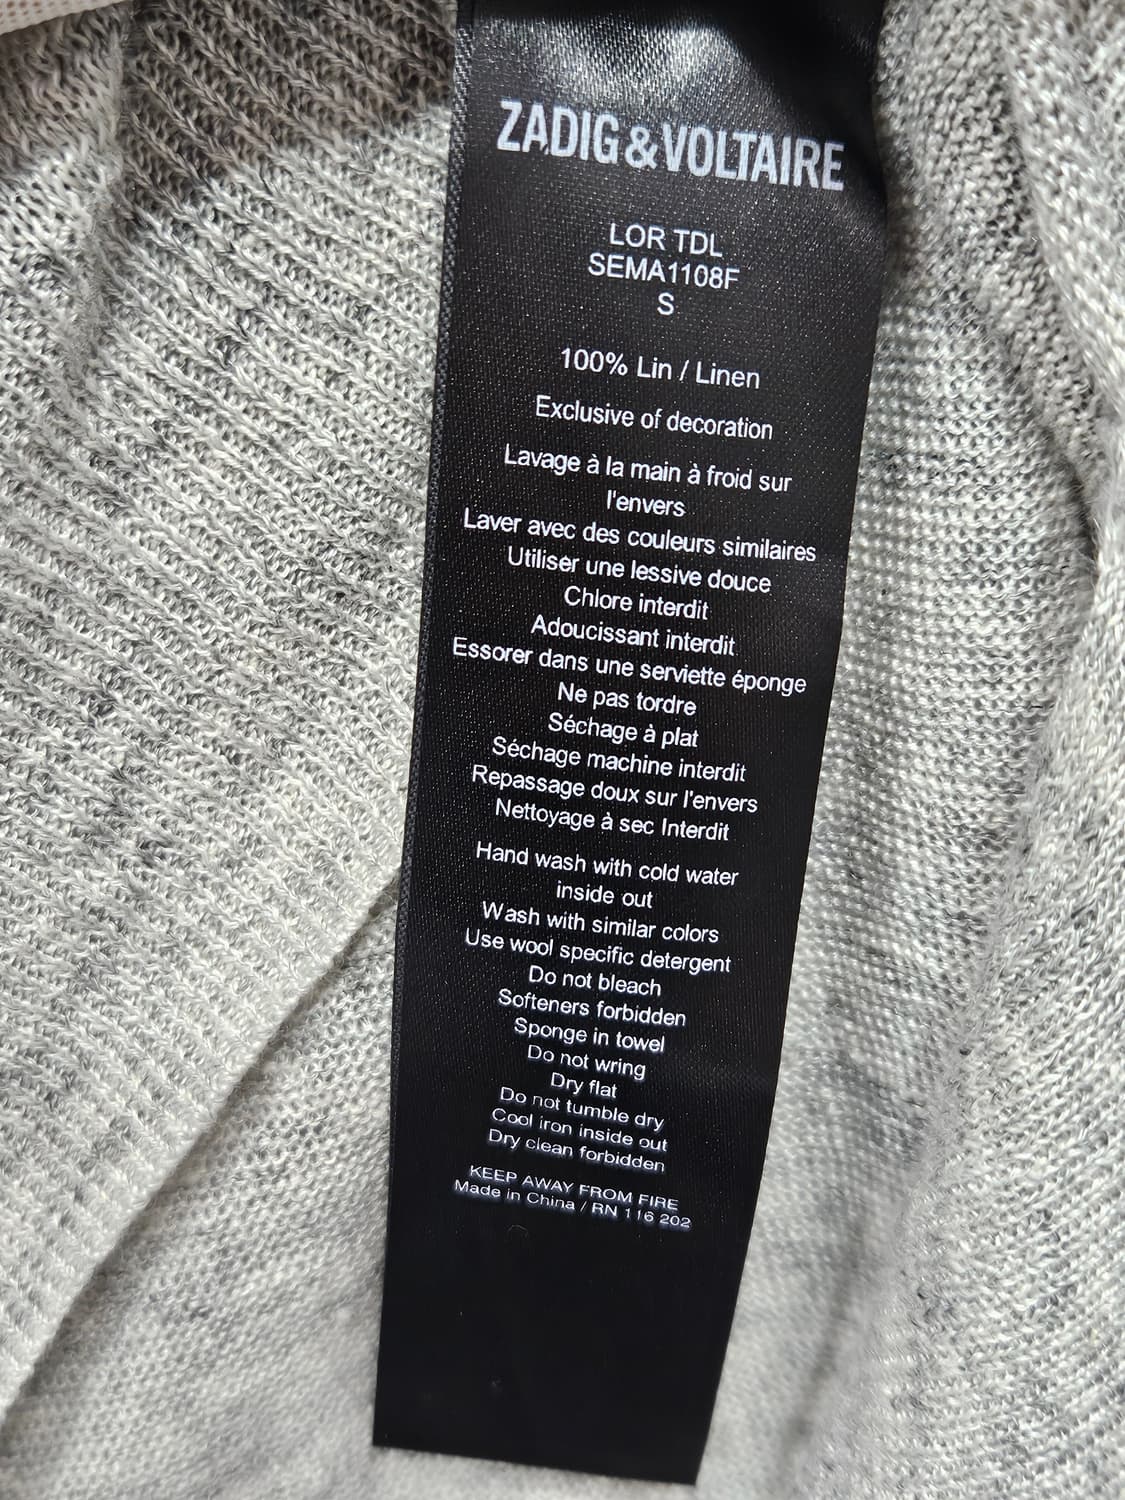 ZADIG&VOLTAIRE
LOR TDL
SEMA1108F
S
100% Lin / Linen
Exclusive of decoration
Lavage à la main à froid sur
l'envers
Laver avec des couleurs similaires
Utiliser une lessive douce
Chlore interdit
Adoucissant interdit
Essorer dans une serviette éponge
Ne pas tordre
Séchage à plat
Séchage machine interdit
Repassage doux sur l'envers
Nettoyage à sec Interdit
Hand wash with cold water
inside out
Wash with similar colors
Use wool specific detergent
Do not bleach
Softeners forbidden
Sponge in towel
Do not wring
Dry flat
Do not tumble dry
Cool iron inside out
Dry clean forbidden
KEEP AWAY FROM FIRE
Made in China / RN 116 202